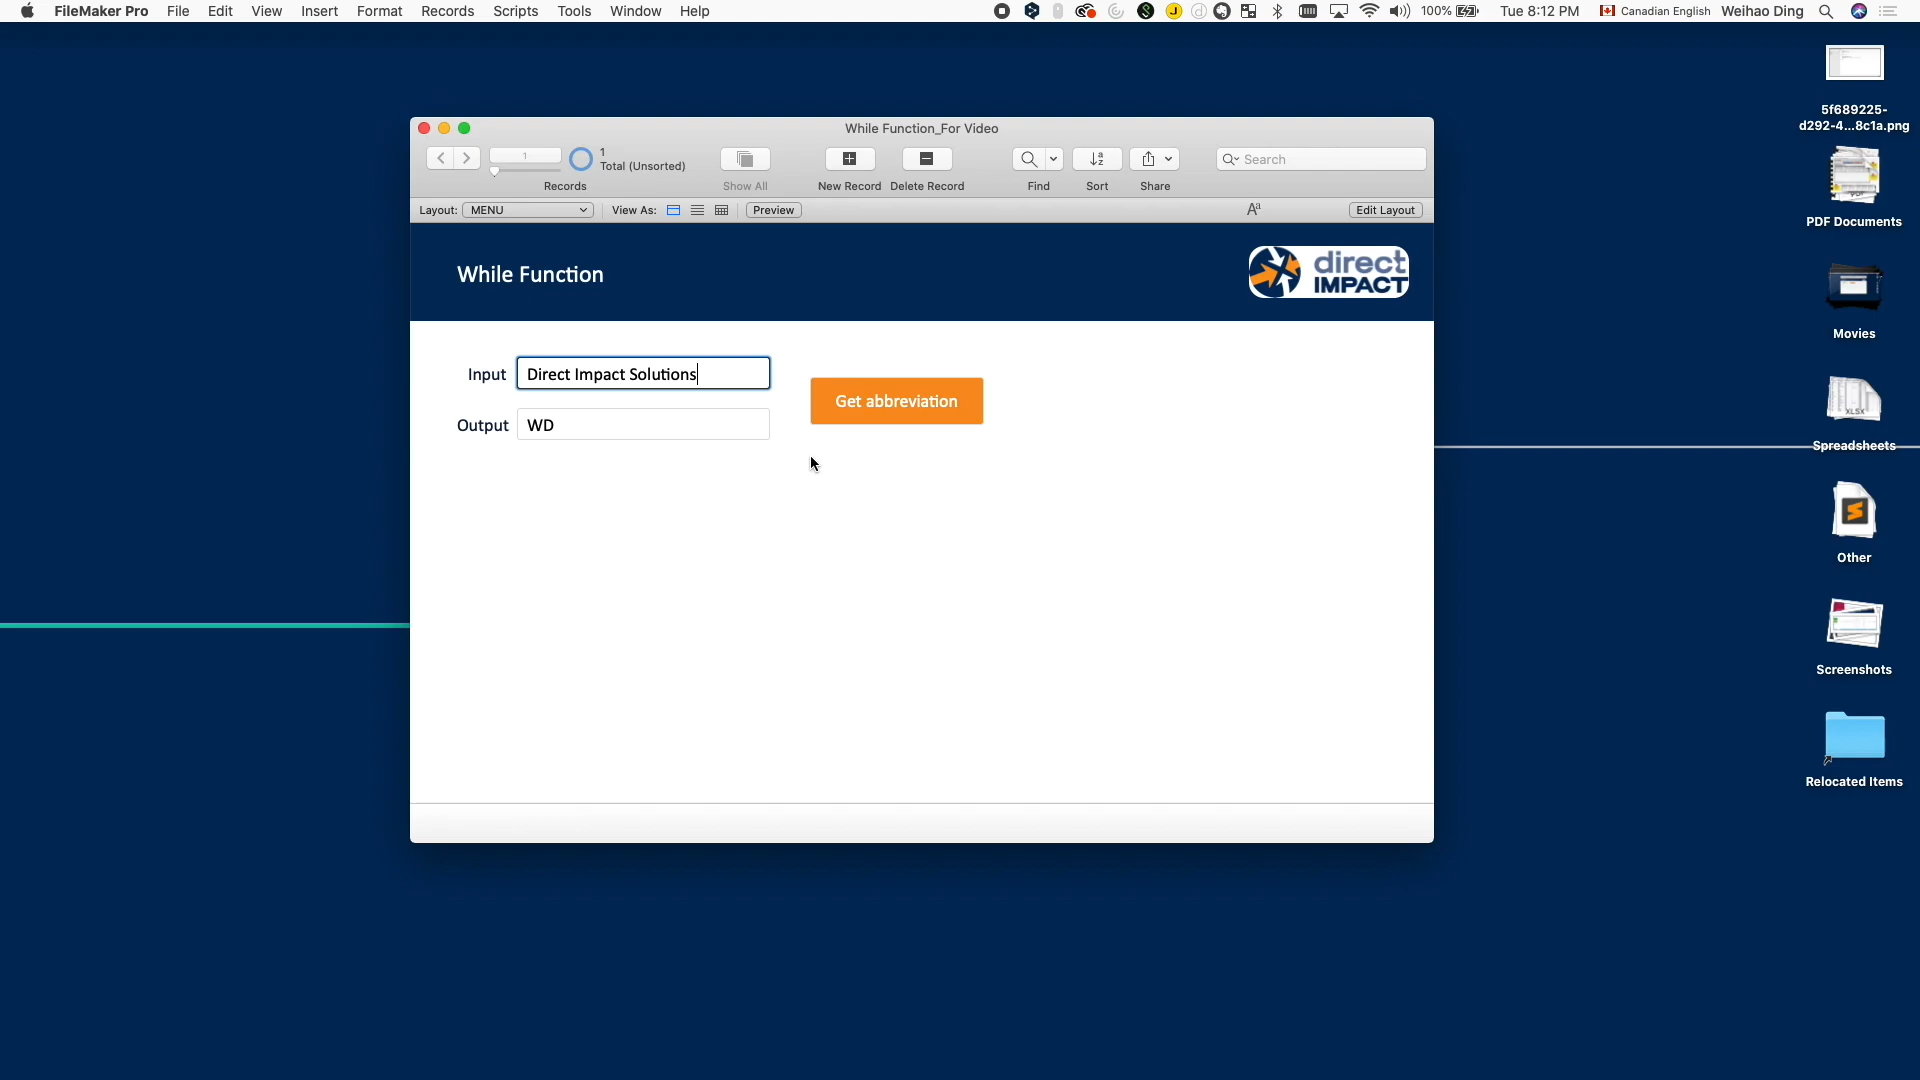 FileMaker Pro File Edit View Insert Format Records Scripts Tools Window Help
100% Tue 8:12 PM Canadian English Weihao Ding
5f689225-
d292-4...8c1a.png
PDF Documents
Movies
XLSX
Spreadsheets
Other
Screenshots
Relocated Items
While Function_For Video
1
1
Total (Unsorted)
Search
Records Show All New Record Delete Record Find Sort Share
Layout: MENU View As: Preview Aa Edit Layout
While Function
direct
IMPACT
Input Direct Impact Solutions
Get abbreviation
Output WD